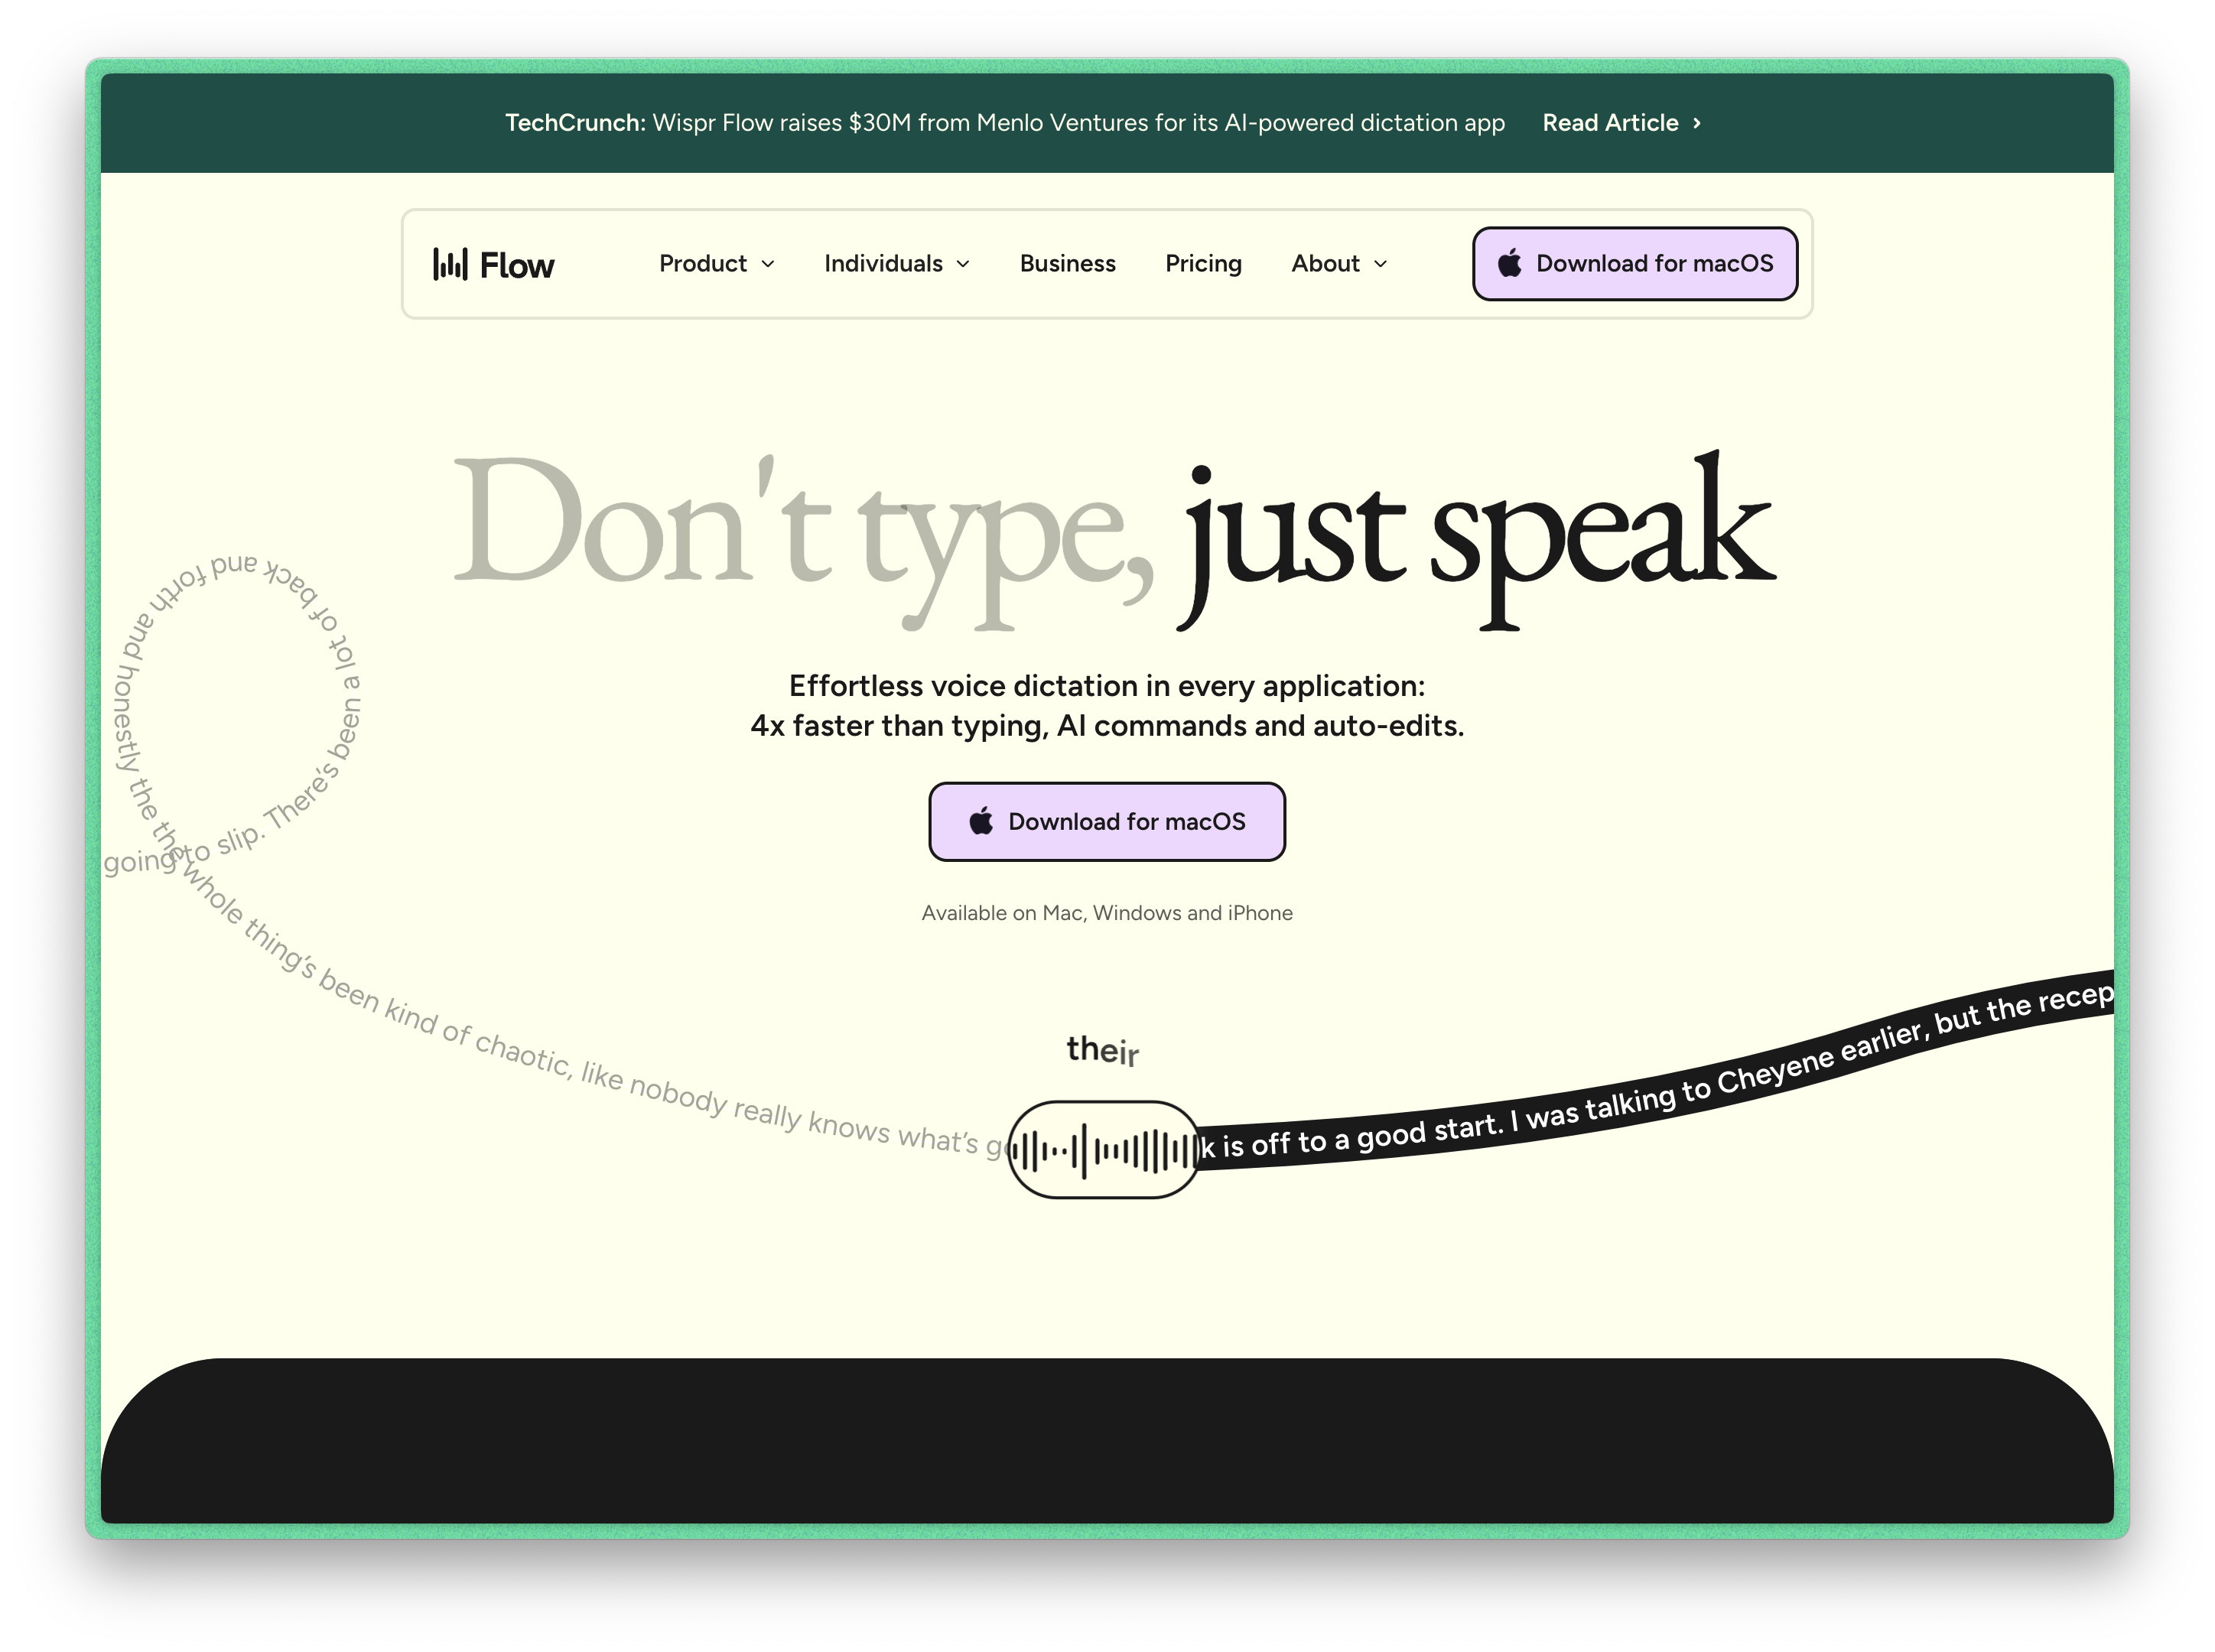 TechCrunch: Wispr Flow raises $30M from Menlo Ventures for its AI-powered dictation app Read Article
Flow Product Individuals Business Pricing About Download for macOS
Don't type, just speak
Effortless voice dictation in every application:
4x faster than typing, AI commands and auto-edits.
Download for macOS
Available on Mac, Windows and iPhone
going to slip. There's been a lot of back and forth and honestly the the whole thing's been kind of chaotic, like nobody really knows what's
their
is off to a good start. I was talking to Cheyene earlier, but the recep